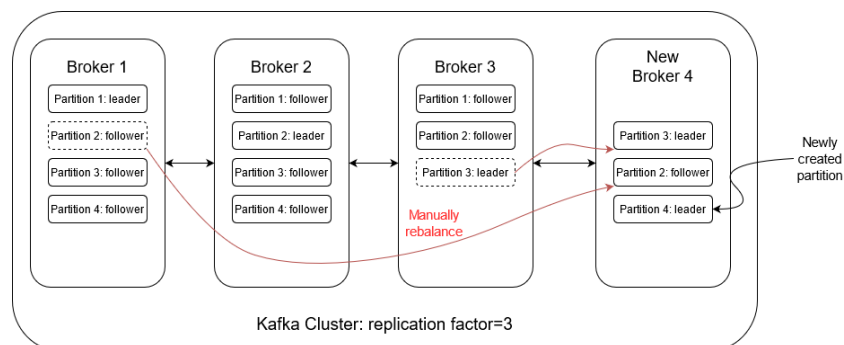 Broker 1
Partition 1: leader
Partition 2: follower
Partition 3: follower
Partition 4: follower
Broker 2
Partition 1: follower
Partition 2: leader
Partition 3: follower
Partition 4: follower
Broker 3
Partition 1: follower
Partition 2: follower
Partition 3: leader
New
Broker 4
Partition 3: leader
Partition 2: follower
Partition 4: leader
Newly
created
partition
Manually
rebalance
Kafka Cluster: replication factor=3